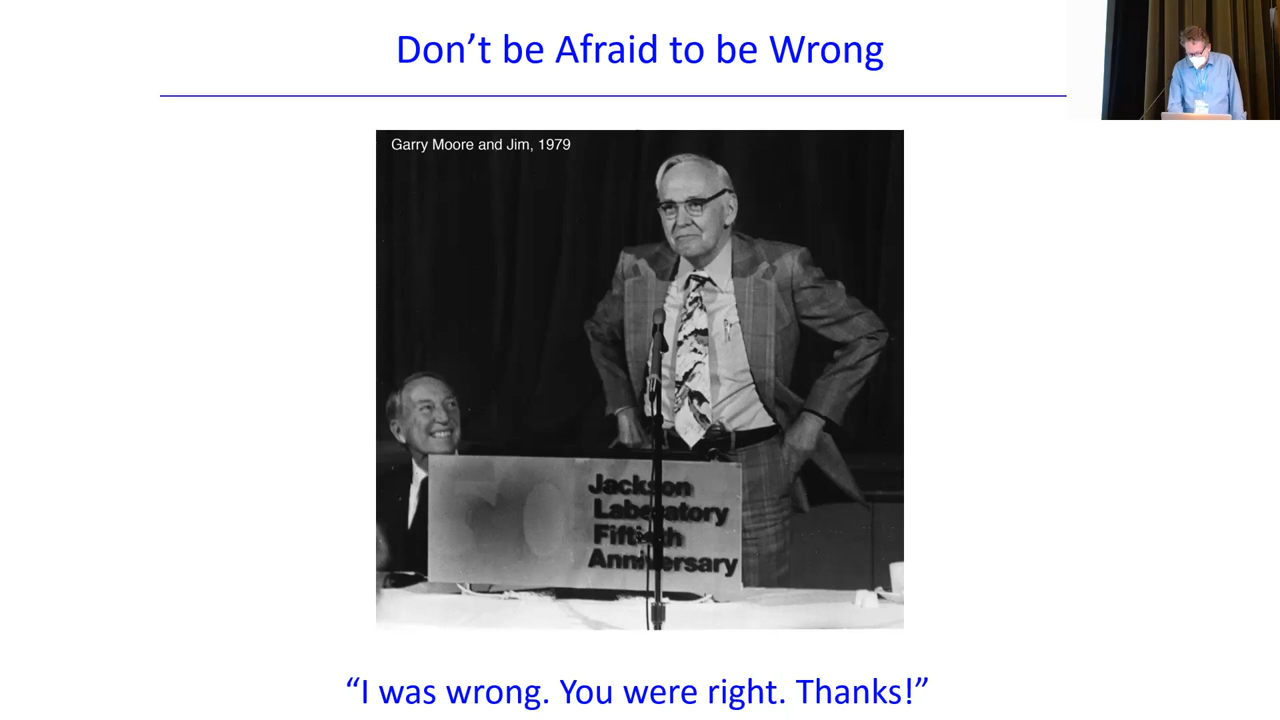 Don’t be Afraid to be Wrong
Garry Moore and Jim, 1979
Jackson
Laboratory
Fiftieth
Anniversary
“I was wrong. You were right. Thanks!”